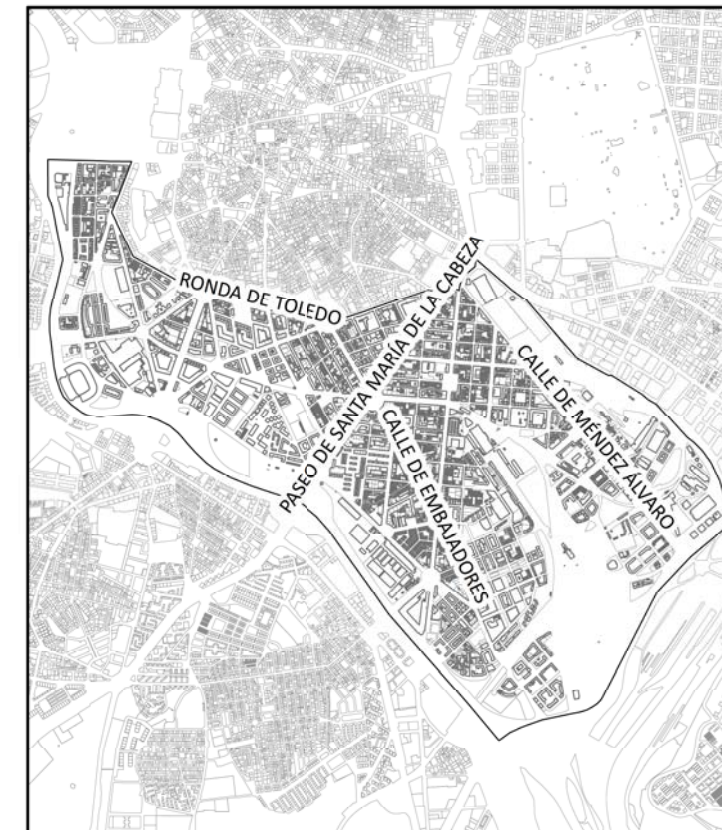 RONDA DE TOLEDO
PASEO DE SANTA MARÍA DE LA CABEZA
CALLE DE MÉNDEZ ÁLVARO
CALLE DE EMBAJADORES